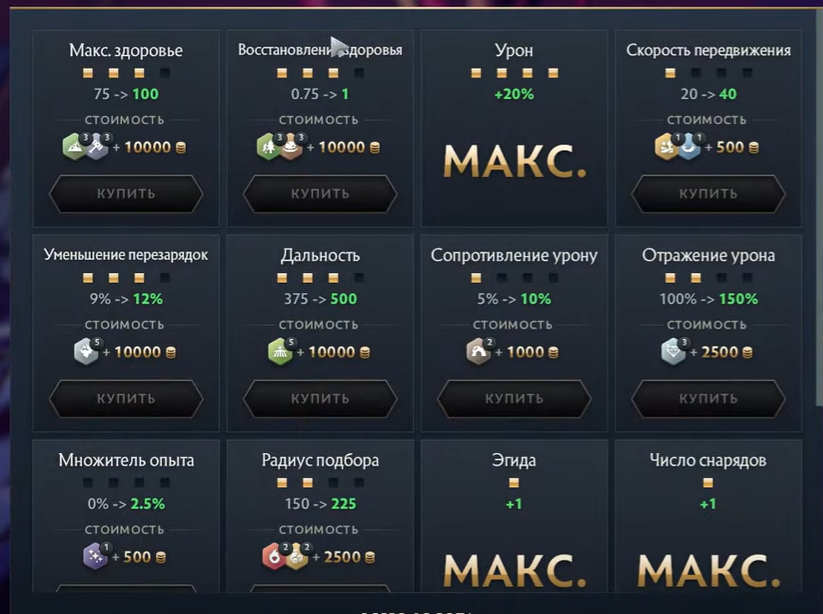 Макс. здоровье
75 -> 100
СТОИМОСТЬ
3 3 + 10000
КУПИТЬ
Восстановление здоровья
0.75 -> 1
СТОИМОСТЬ
3 3 + 10000
КУПИТЬ
Урон
+20%
МАКС.
Скорость передвижения
20 -> 40
СТОИМОСТЬ
1 1 + 500
КУПИТЬ
Уменьшение перезарядок
9% -> 12%
СТОИМОСТЬ
5 + 10000
КУПИТЬ
Дальность
375 -> 500
СТОИМОСТЬ
5 + 10000
КУПИТЬ
Сопротивление урону
5% -> 10%
СТОИМОСТЬ
2 + 1000
КУПИТЬ
Отражение урона
100% -> 150%
СТОИМОСТЬ
3 + 2500
КУПИТЬ
Множитель опыта
0% -> 2.5%
СТОИМОСТЬ
1 + 500
Радиус подбора
150 -> 225
СТОИМОСТЬ
2 2 + 2500
Эгида
+1
МАКС.
Число снарядов
+1
МАКС.